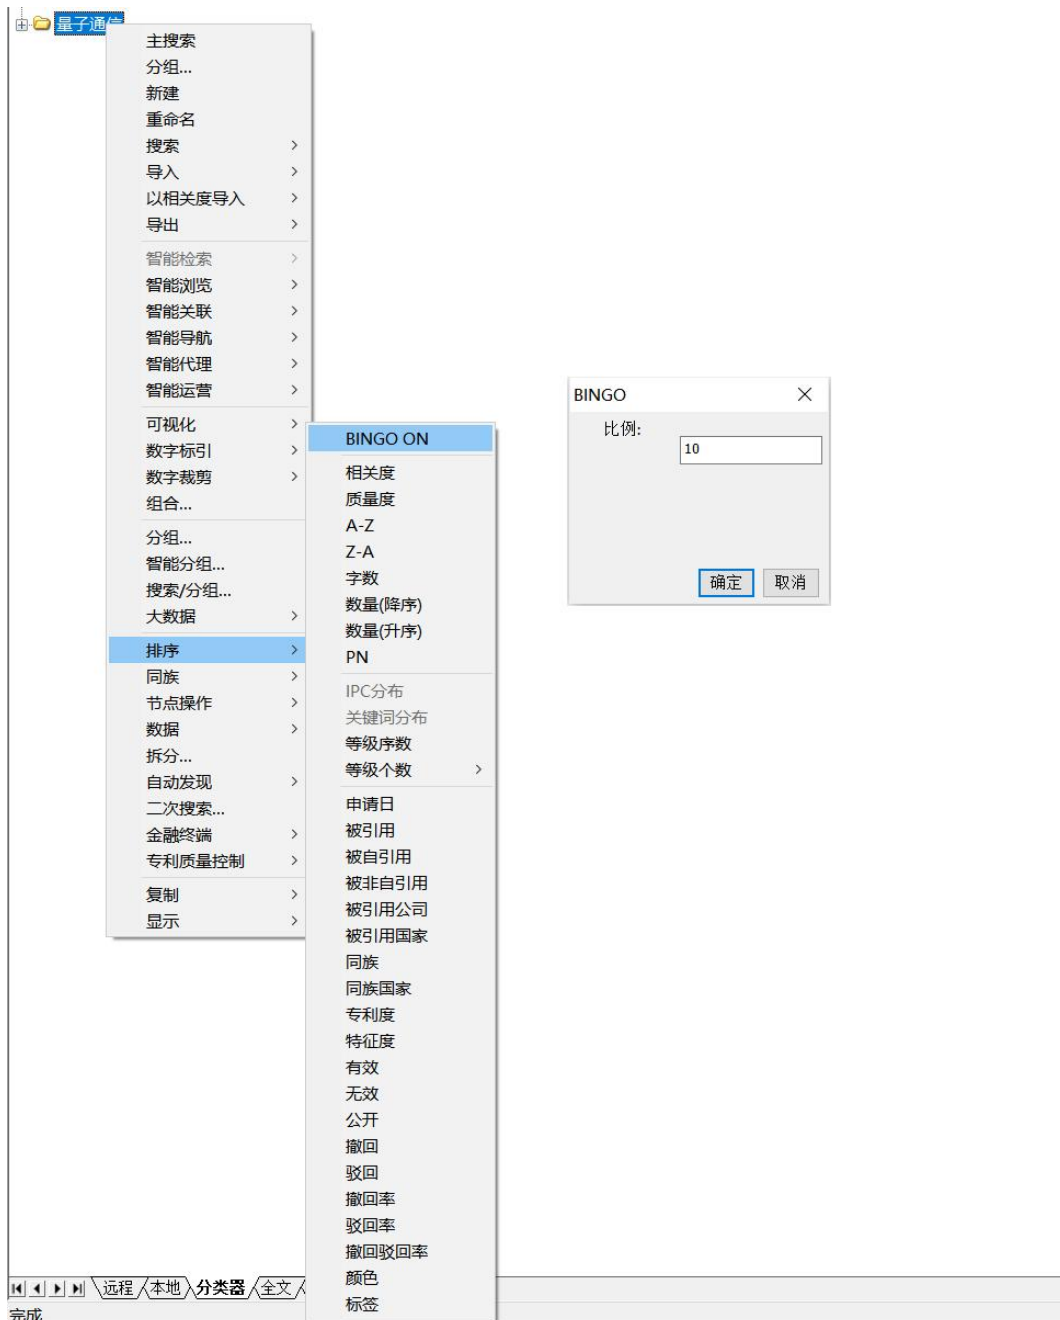 量子通信
主搜索
分组...
新建
重命名
搜索
导入
以相关度导入
导出
智能检索
智能浏览
智能关联
智能导航
智能代理
智能运营
可视化
数字标引
数字裁剪
组合...
分组...
智能分组...
搜索/分组...
大数据
排序
同族
节点操作
数据
拆分...
自动发现
二次搜索...
金融终端
专利质量控制
复制
显示
BINGO ON
相关度
质量度
A-Z
Z-A
字数
数量(降序)
数量(升序)
PN
IPC分布
关键词分布
等级序数
等级个数
申请日
被引用
被自引用
被非自引用
被引用公司
被引用国家
同族
同族国家
专利度
特征度
有效
无效
公开
撤回
驳回
撤回率
驳回率
撤回驳回率
颜色
标签
BINGO
比例:
10
确定 取消
远程 本地 分类器 全文
完成